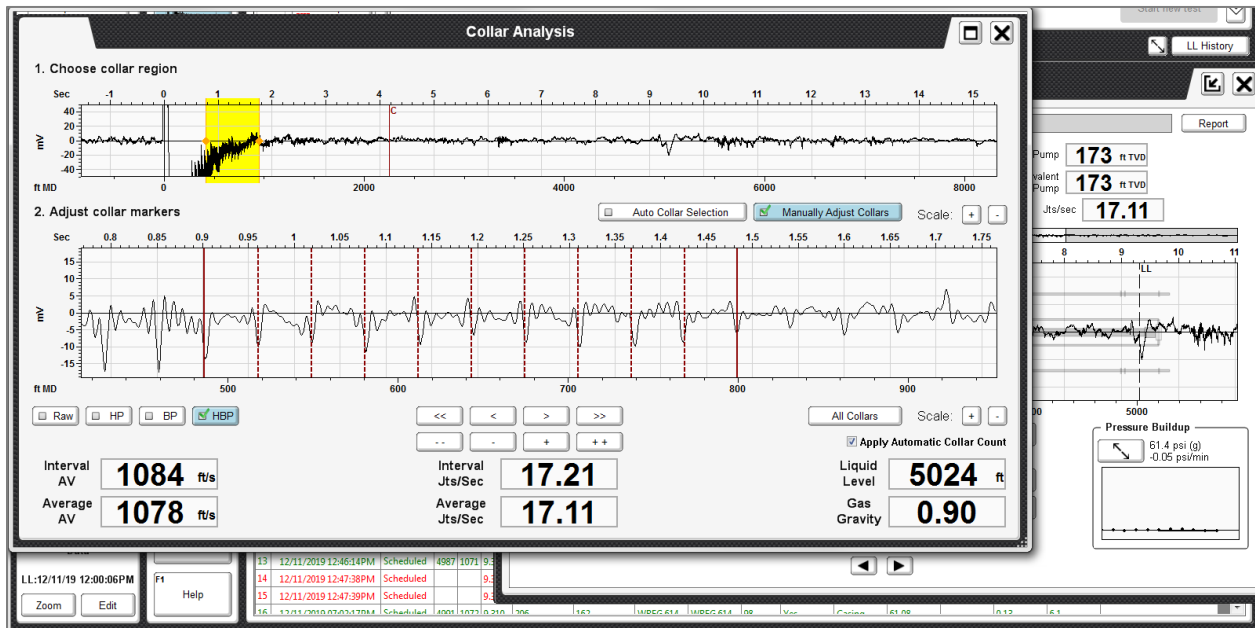 Start new test
Collar Analysis
LL History
1. Choose collar region
Sec -1 0 1 2 3 4 5 6 7 8 9 10 11 12 13 14 15
C
40
20
0
-20
-40
mV
ft MD 0 2000 4000 6000 8000
Report
Pump 173 ft TVD
Pump 173 ft TVD
Jts/sec 17.11
2. Adjust collar markers
Auto Collar Selection
Manually Adjust Collars
Scale: + -
Sec 0.8 0.85 0.9 0.95 1 1.05 1.1 1.15 1.2 1.25 1.3 1.35 1.4 1.45 1.5 1.55 1.6 1.65 1.7 1.75
15
10
5
0
-5
-10
-15
mV
ft MD 500 600 700 800 900
8 9 10 11
LL
5000
Raw HP BP HBP
<< < > >>
-- - + ++
All Collars Scale: + -
Apply Automatic Collar Count
Interval AV 1084 ft/s
Average AV 1078 ft/s
Interval Jts/Sec 17.21
Average Jts/Sec 17.11
Liquid Level 5024 ft
Gas Gravity 0.90
Pressure Buildup
61.4 psi (g)
-0.05 psi/min
LL:12/11/19 12:00:06PM
Zoom Edit
F1
Help
13 12/11/2019 12:46:14PM Scheduled 4987 1071
14 12/11/2019 12:47:38PM Scheduled
15 12/11/2019 12:47:39PM Scheduled